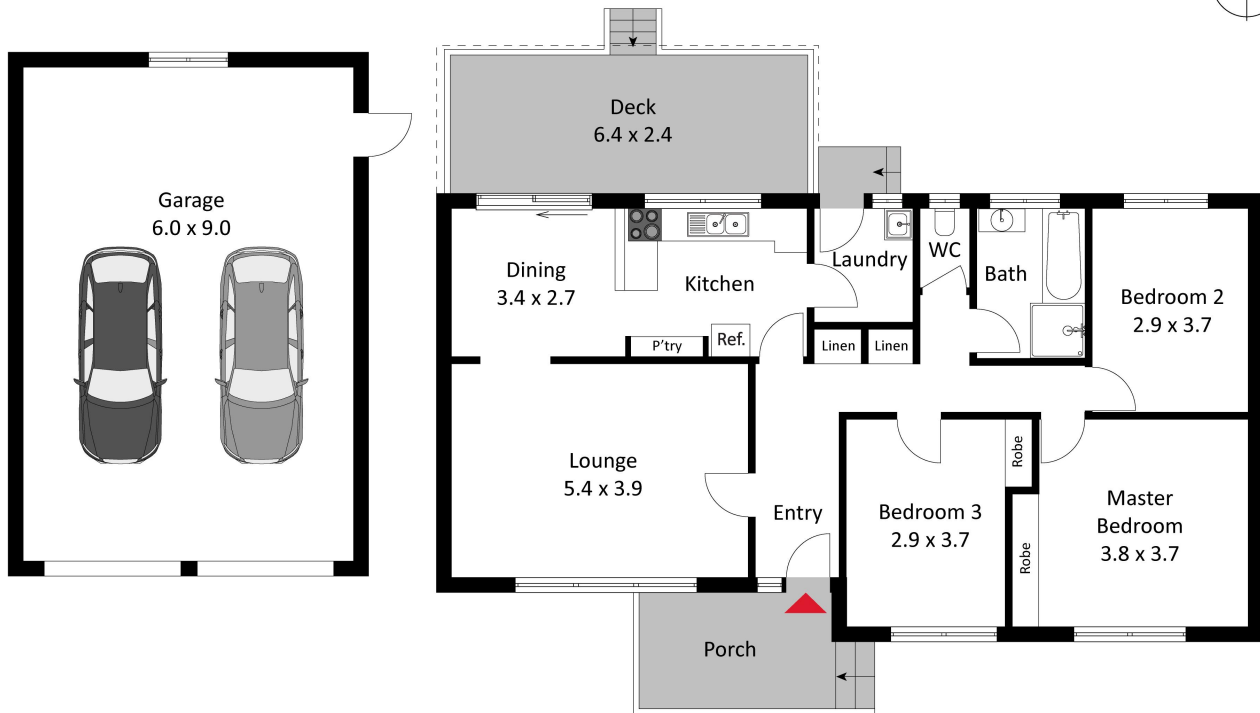 Deck
6.4 x 2.4
Garage
6.0 x 9.0
Dining
3.4 x 2.7
Kitchen
Laundry
WC
Bath
Bedroom 2
2.9 x 3.7
P'try
Ref.
Linen
Linen
Lounge
5.4 x 3.9
Entry
Bedroom 3
2.9 x 3.7
Robe
Robe
Master
Bedroom
3.8 x 3.7
Porch